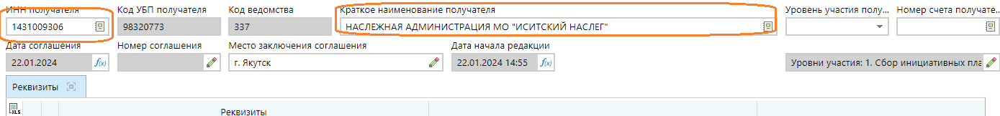 ИНН получателя Код УБП получателя Код ведомства Краткое наименование получателя Уровень участия полу... Номер счета получате...
1431009306 98320773 337 НАСЛЕЖНАЯ АДМИНИСТРАЦИЯ МО "ИСИТСКИЙ НАСЛЕГ"
Дата соглашения Номер соглашения Место заключения соглашения Дата начала редакции
22.01.2024 f(x) г. Якутск 22.01.2024 14:55 f(x) Уровни участия: 1. Сбор инициативных пла
Реквизиты
XLS Реквизиты